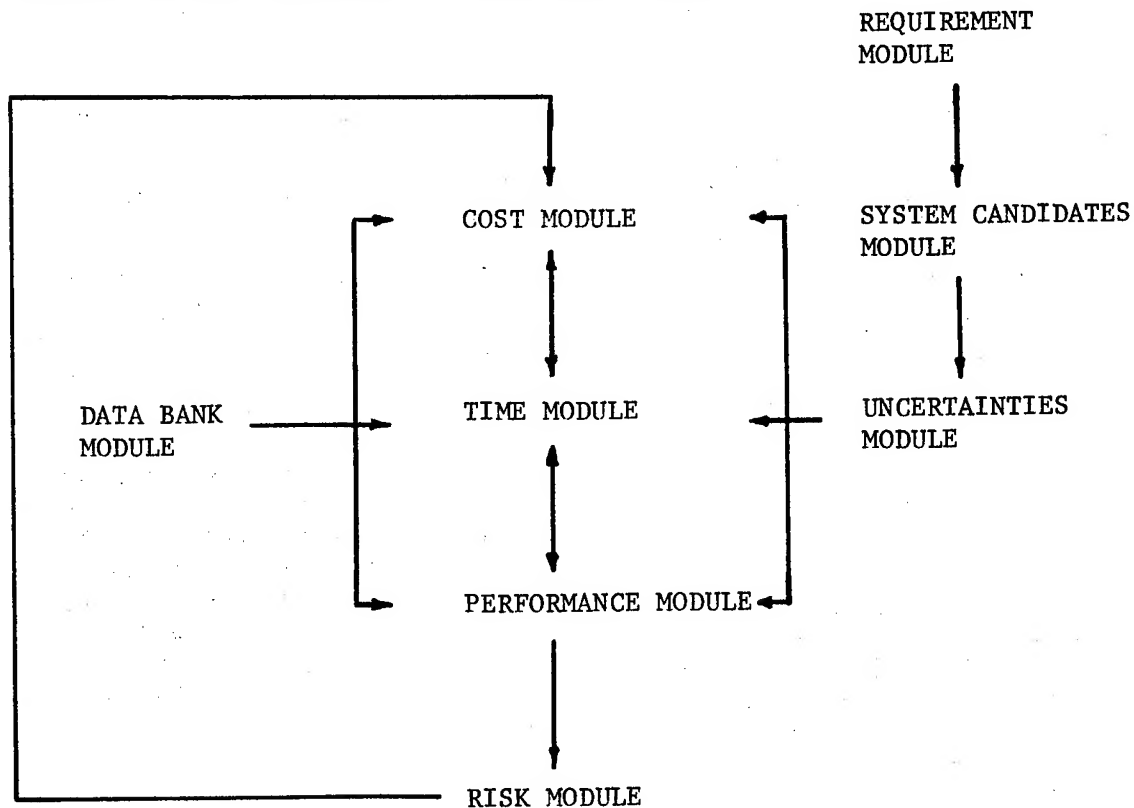 REQUIREMENT
MODULE
COST MODULE
SYSTEM CANDIDATES
MODULE
DATA BANK
MODULE
TIME MODULE
UNCERTAINTIES
MODULE
PERFORMANCE MODULE
RISK MODULE